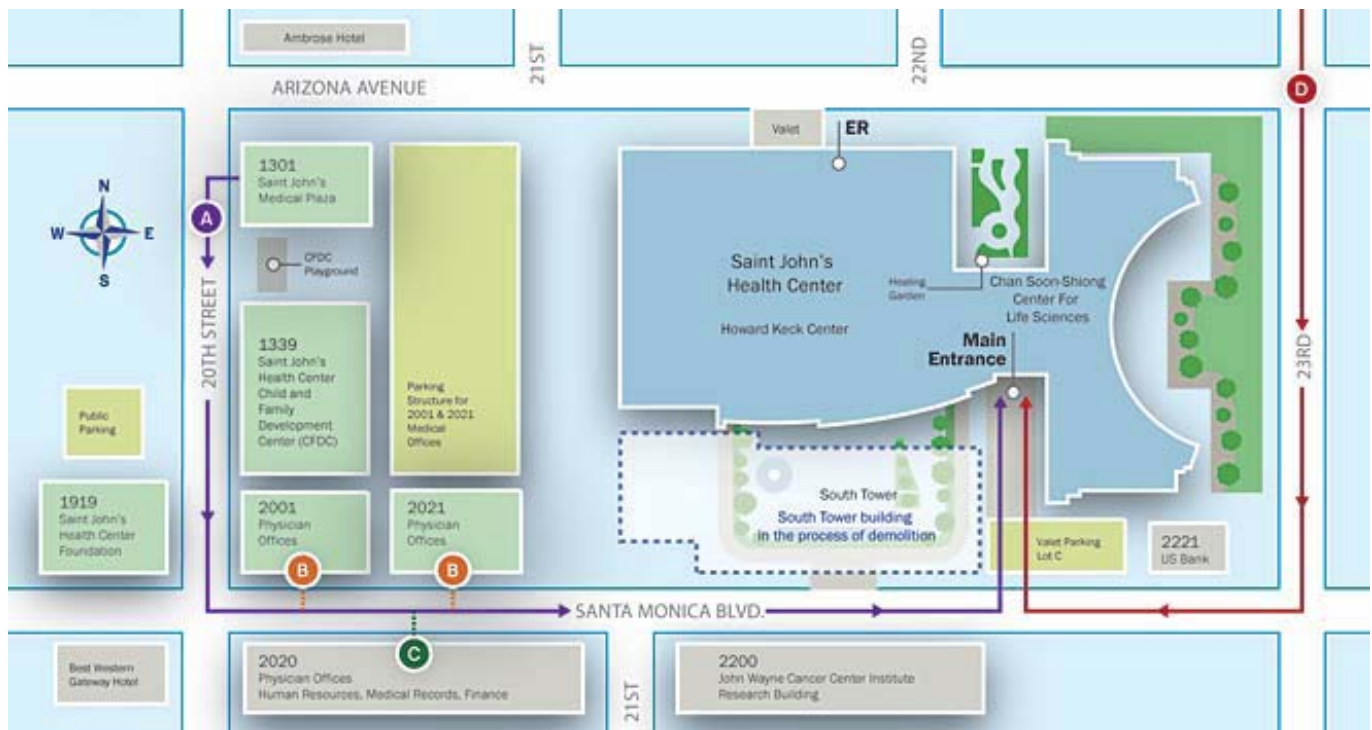 Ambrose Hotel
21ST
22ND
D
ARIZONA AVENUE
Valet
ER
1301
Saint John's
Medical Plaza
N
W
E
S
A
CFDC
Playground
20TH STREET
1339
Saint John's
Health Center
Child and
Family
Development
Center (CFDC)
Parking
Structure for
2001 & 2021
Medical
Offices
Saint John's
Health Center
Howard Keck Center
Healing
Garden
Chan Soon-Shiong
Center For
Life Sciences
Main
Entrance
23RD
Public
Parking
1919
Saint John's
Health Center
Foundation
2001
Physician
Offices
2021
Physician
Offices
South Tower
South Tower building
in the process of demolition
Valet Parking
Lot C
2221
US Bank
B
B
SANTA MONICA BLVD.
C
Best Western
Gateway Hotel
2020
Physician Offices
Human Resources, Medical Records, Finance
21ST
2200
John Wayne Cancer Center Institute
Research Building